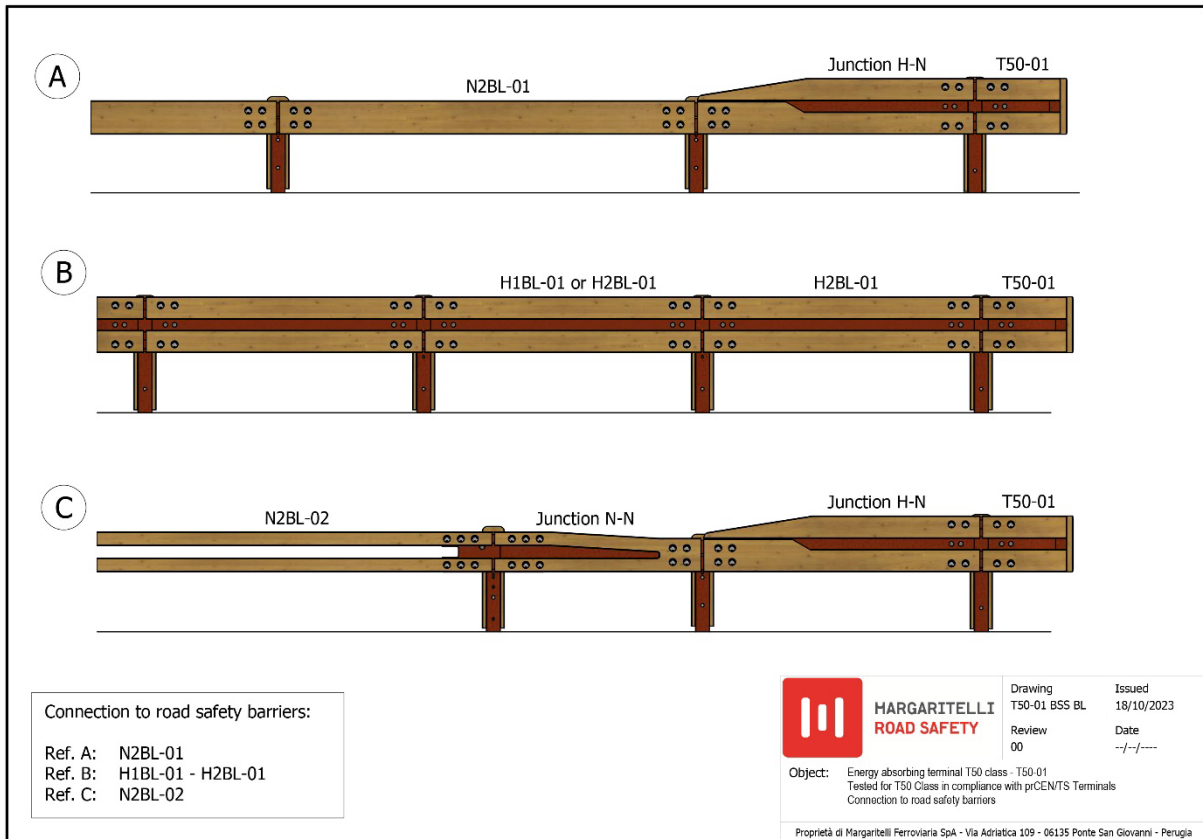 A
N2BL-01
Junction H-N
T50-01
B
H1BL-01 or H2BL-01
H2BL-01
T50-01
C
N2BL-02
Junction N-N
Junction H-N
T50-01
Connection to road safety barriers:
Ref. A: N2BL-01
Ref. B: H1BL-01 - H2BL-01
Ref. C: N2BL-02
MARGARITELLI
ROAD SAFETY
Drawing
T50-01 BSS BL
Issued
18/10/2023
Review
00
Date
--/--/----
Object: Energy absorbing terminal T50 class - T50-01
Tested for T50 Class in compliance with prCEN/TS Terminals
Connection to road safety barriers
Proprietà di Margaritelli Ferroviaria SpA - Via Adriatica 109 - 06135 Ponte San Giovanni - Perugia